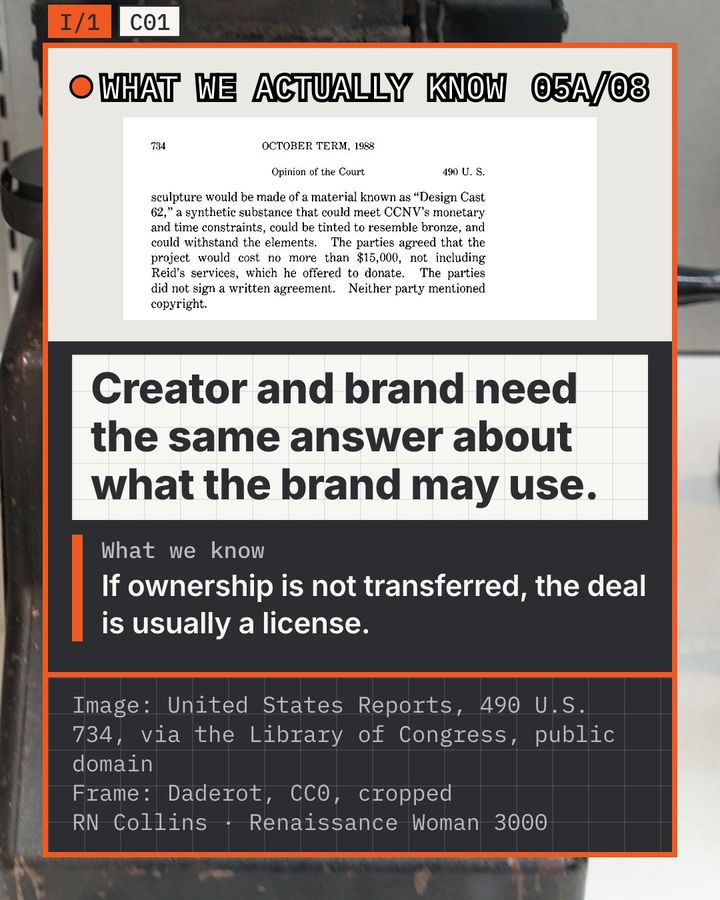 I/1 C01
WHAT WE ACTUALLY KNOW 05A/08
734 OCTOBER TERM, 1988
Opinion of the Court 490 U. S.
sculpture would be made of a material known as “Design Cast
62,” a synthetic substance that could meet CCNV’s monetary
and time constraints, could be tinted to resemble bronze, and
could withstand the elements. The parties agreed that the
project would cost no more than $15,000, not including
Reid’s services, which he offered to donate. The parties
did not sign a written agreement. Neither party mentioned
copyright.
Creator and brand need
the same answer about
what the brand may use.
What we know
If ownership is not transferred, the deal
is usually a license.
Image: United States Reports, 490 U.S.
734, via the Library of Congress, public
domain
Frame: Daderot, CC0, cropped
RN Collins · Renaissance Woman 3000